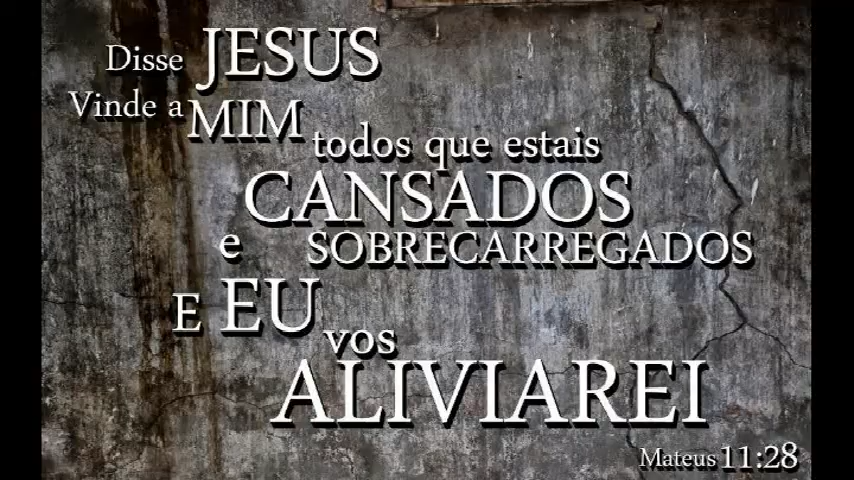 Disse JESUS
Vinde a MIM
todos que estais
CANSADOS
e SOBRECARREGADOS
E EU
vos
ALIVIAREI
Mateus 11:28